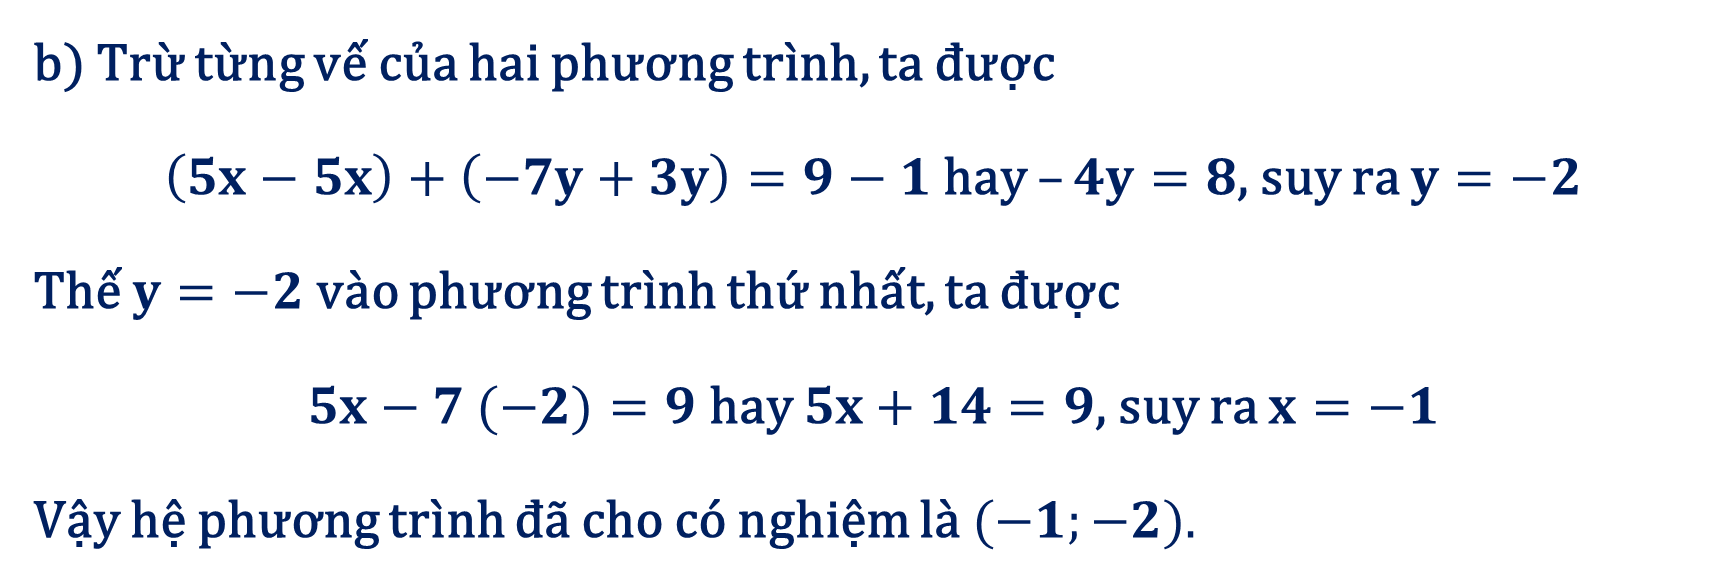 b) Trừ từng vế của hai phương trình, ta được
(5x − 5x) + (−7y + 3y) = 9 − 1 hay – 4y = 8, suy ra y = −2
Thế y = −2 vào phương trình thứ nhất, ta được
5x − 7 (−2) = 9 hay 5x + 14 = 9, suy ra x = −1
Vậy hệ phương trình đã cho có nghiệm là (−1; −2).